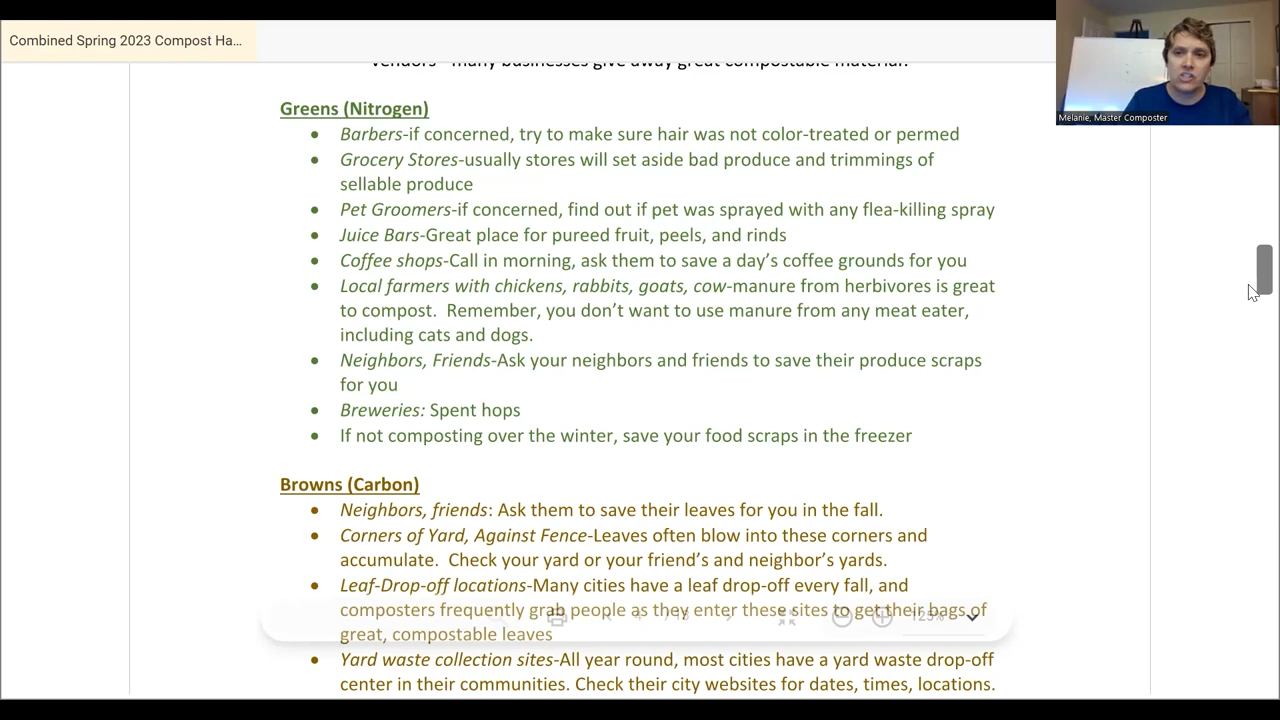 Combined Spring 2023 Compost Ha...
vendors - many businesses give away great compostable material.
Melanie, Master Composter
Greens (Nitrogen)
• Barbers-if concerned, try to make sure hair was not color-treated or permed
• Grocery Stores-usually stores will set aside bad produce and trimmings of
sellable produce
• Pet Groomers-if concerned, find out if pet was sprayed with any flea-killing spray
• Juice Bars-Great place for pureed fruit, peels, and rinds
• Coffee shops-Call in morning, ask them to save a day's coffee grounds for you
• Local farmers with chickens, rabbits, goats, cow-manure from herbivores is great
to compost.  Remember, you don't want to use manure from any meat eater,
including cats and dogs.
• Neighbors, Friends-Ask your neighbors and friends to save their produce scraps
for you
• Breweries: Spent hops
• If not composting over the winter, save your food scraps in the freezer
Browns (Carbon)
• Neighbors, friends: Ask them to save their leaves for you in the fall.
• Corners of Yard, Against Fence-Leaves often blow into these corners and
accumulate.  Check your yard or your friend's and neighbor's yards.
• Leaf-Drop-off locations-Many cities have a leaf drop-off every fall, and
composters frequently grab people as they enter these sites to get their bags of
125%
great, compostable leaves
• Yard waste collection sites-All year round, most cities have a yard waste drop-off
center in their communities. Check their city websites for dates, times, locations.